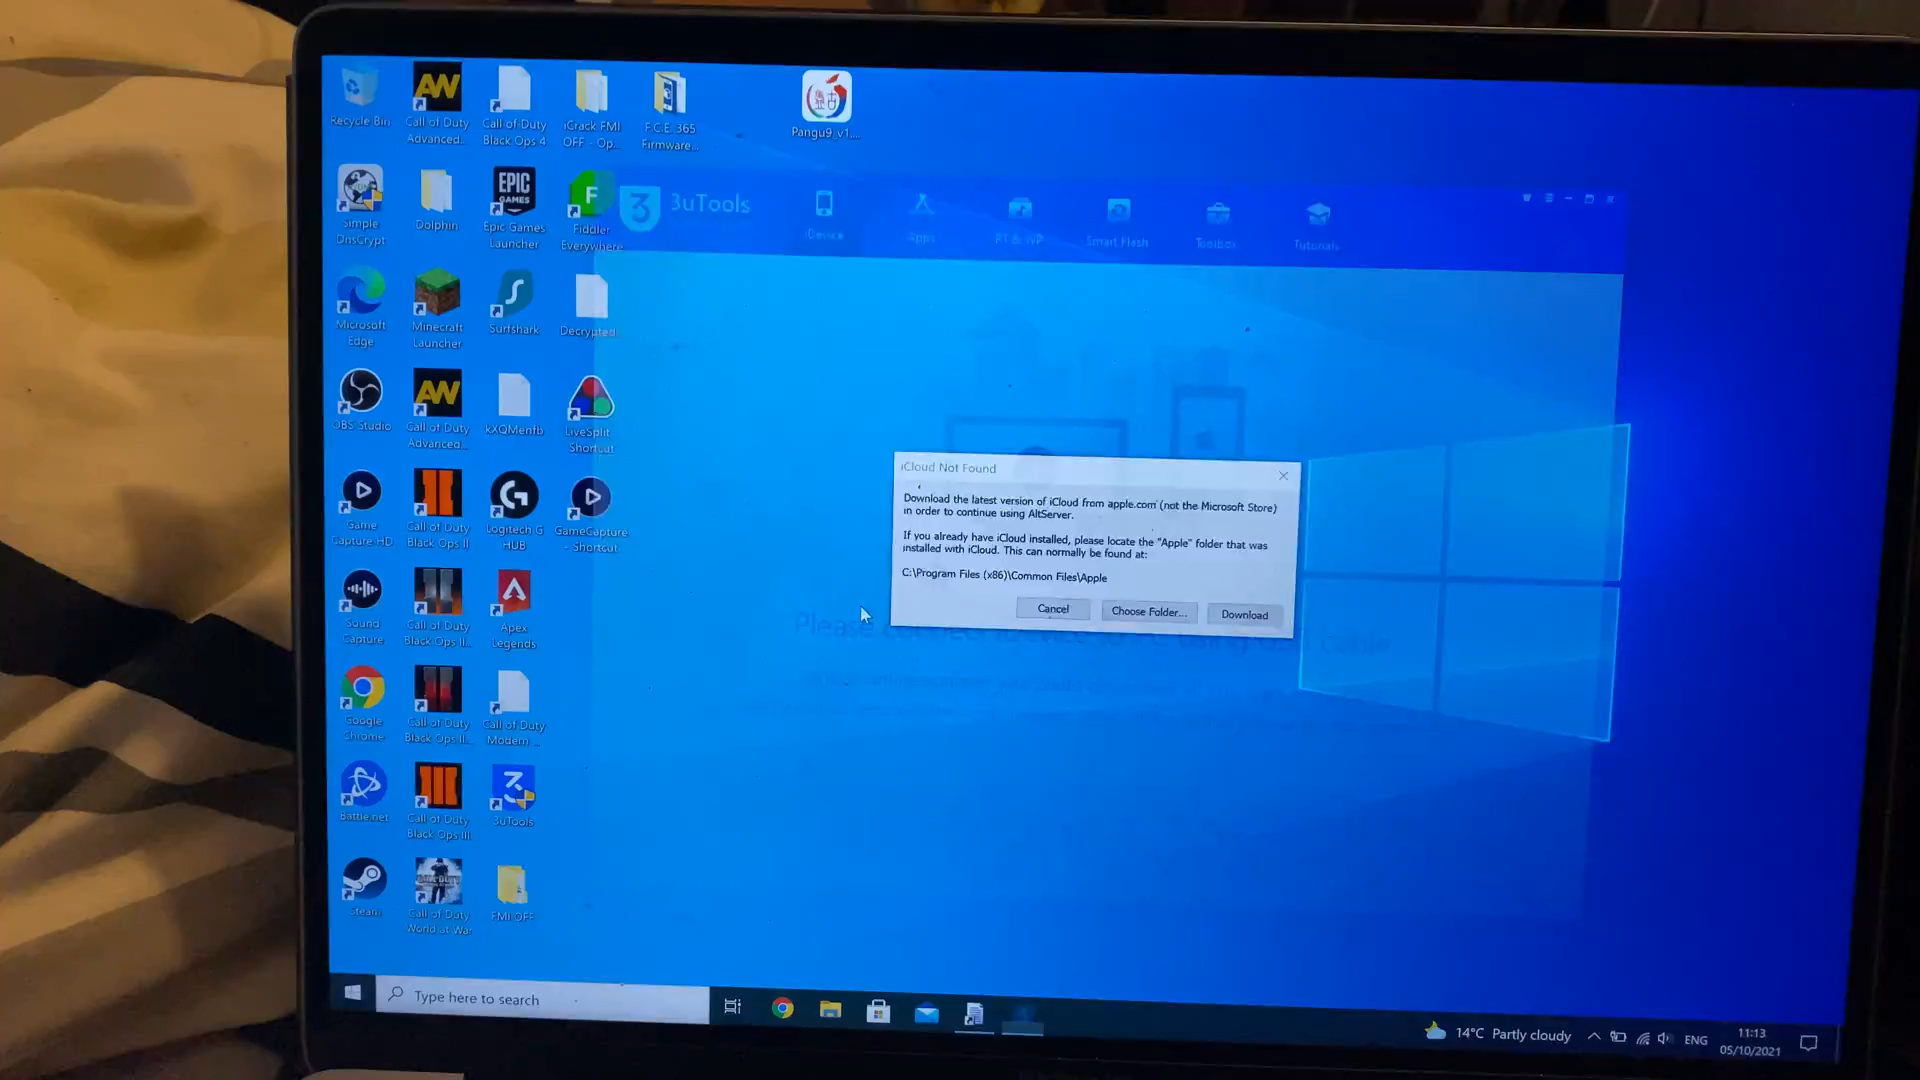 Recycle Bin
AW
Call of Duty
Advanced...
Call of Duty
Black Ops 4
iCrack FMI
OFF - Op...
F.C.E. 365
Firmware...
Pangu9_v1....
Simple
DnsCrypt
Dolphin
EPIC
GAMES
Epic Games
Launcher
F
Fiddler
Everywhere
3
3uTools
iDevice
Apps
RT & WP
Smart Flash
Toolbox
Tutorials
Microsoft
Edge
Minecraft
Launcher
Surfshark
Decrypted...
OBS Studio
AW
Call of Duty
Advanced...
kXQMenfb
LiveSplit
Shortcut
Game
Capture HD
Call of Duty
Black Ops II
Logitech G
HUB
GameCapture
- Shortcut
Sound
Capture
Call of Duty
Black Ops II...
Apex
Legends
Google
Chrome
Call of Duty
Black Ops II...
Call of Duty
Modern ...
Battle.net
Call of Duty
Black Ops III
3uTools
Steam
Call of Duty
World at War
FMI OFF
iCloud Not Found
Download the latest version of iCloud from apple.com (not the Microsoft Store)
in order to continue using AltServer.
If you already have iCloud installed, please locate the "Apple" folder that was
installed with iCloud. This can normally be found at:
C:\Program Files (x86)\Common Files\Apple
Cancel
Choose Folder...
Download
Please connect
Type here to search
14°C Partly cloudy
ENG
11:13
05/10/2021